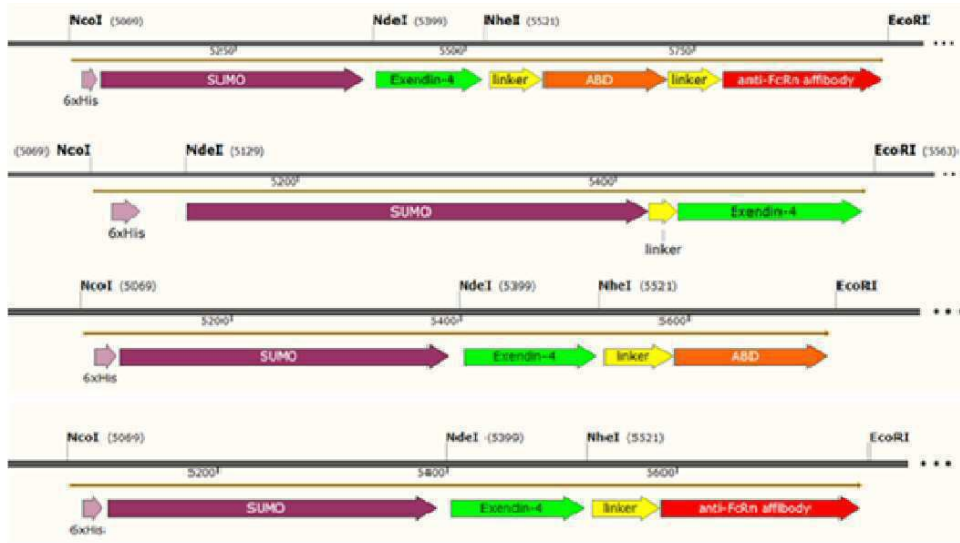 NcoI (5069) NdeI (5399) NheI (5521) EcoRI
5250 5500 5750
6xHis SUMO Exendin-4 linker ABD linker anti-FcRn affibody
(5069) NcoI NdeI (5129) EcoRI (5563)
5200 5400
6xHis SUMO linker Exendin-4
NcoI (5069) NdeI (5399) NheI (5521) EcoRI
5200 5400 5600
6xHis SUMO Exendin-4 linker ABD
NcoI (5069) NdeI (5399) NheI (5521) EcoRI
5200 5400 5600
6xHis SUMO Exendin-4 linker anti-FcRn affibody